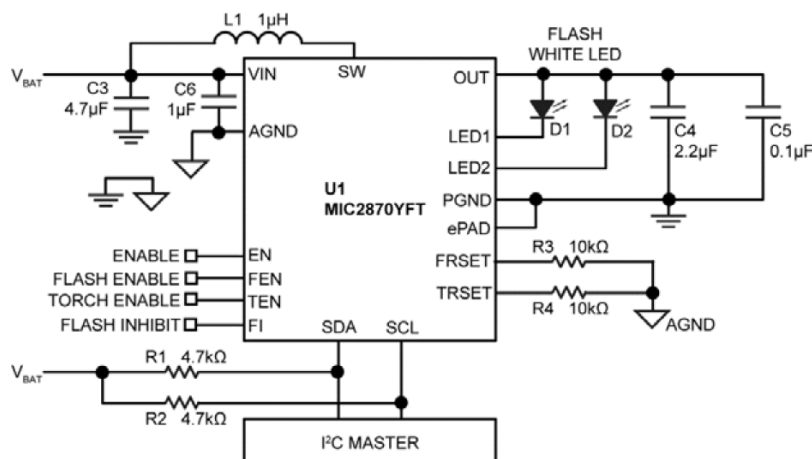 L1 1µH
FLASH
WHITE LED
V_BAT
VIN
SW
OUT
C3
4.7µF
C6
1µF
D1
D2
C4
2.2µF
C5
0.1µF
AGND
LED1
LED2
U1
MIC2870YFT
PGND
ePAD
ENABLE
EN
FLASH ENABLE
FEN
TORCH ENABLE
TEN
FLASH INHIBIT
FI
FRSET
R3 10kΩ
TRSET
R4 10kΩ
AGND
SDA
SCL
V_BAT
R1 4.7kΩ
R2 4.7kΩ
I²C MASTER